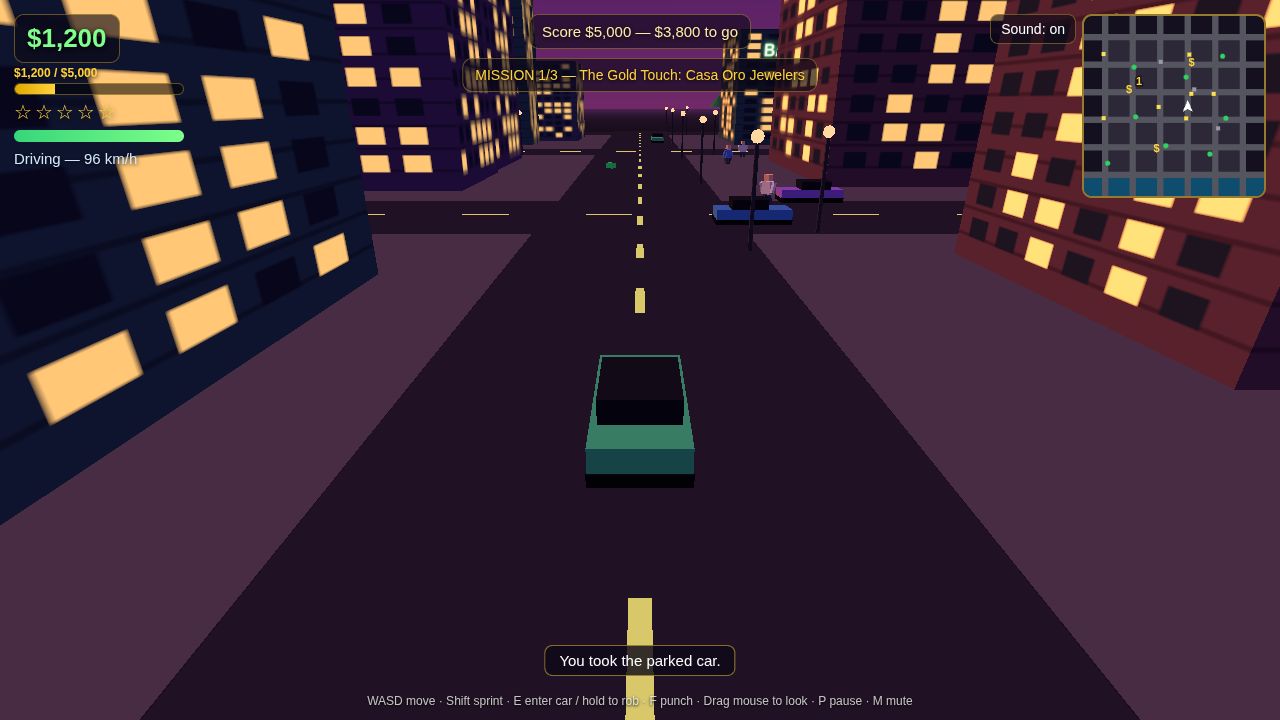 $1,200
$1,200 / $5,000
☆☆☆☆☆
Driving — 96 km/h
Score $5,000 — $3,800 to go
MISSION 1/3 — The Gold Touch: Casa Oro Jewelers
B
Sound: on
$
1
$
$
You took the parked car.
WASD move · Shift sprint · E enter car / hold to rob · F punch · Drag mouse to look · P pause · M mute